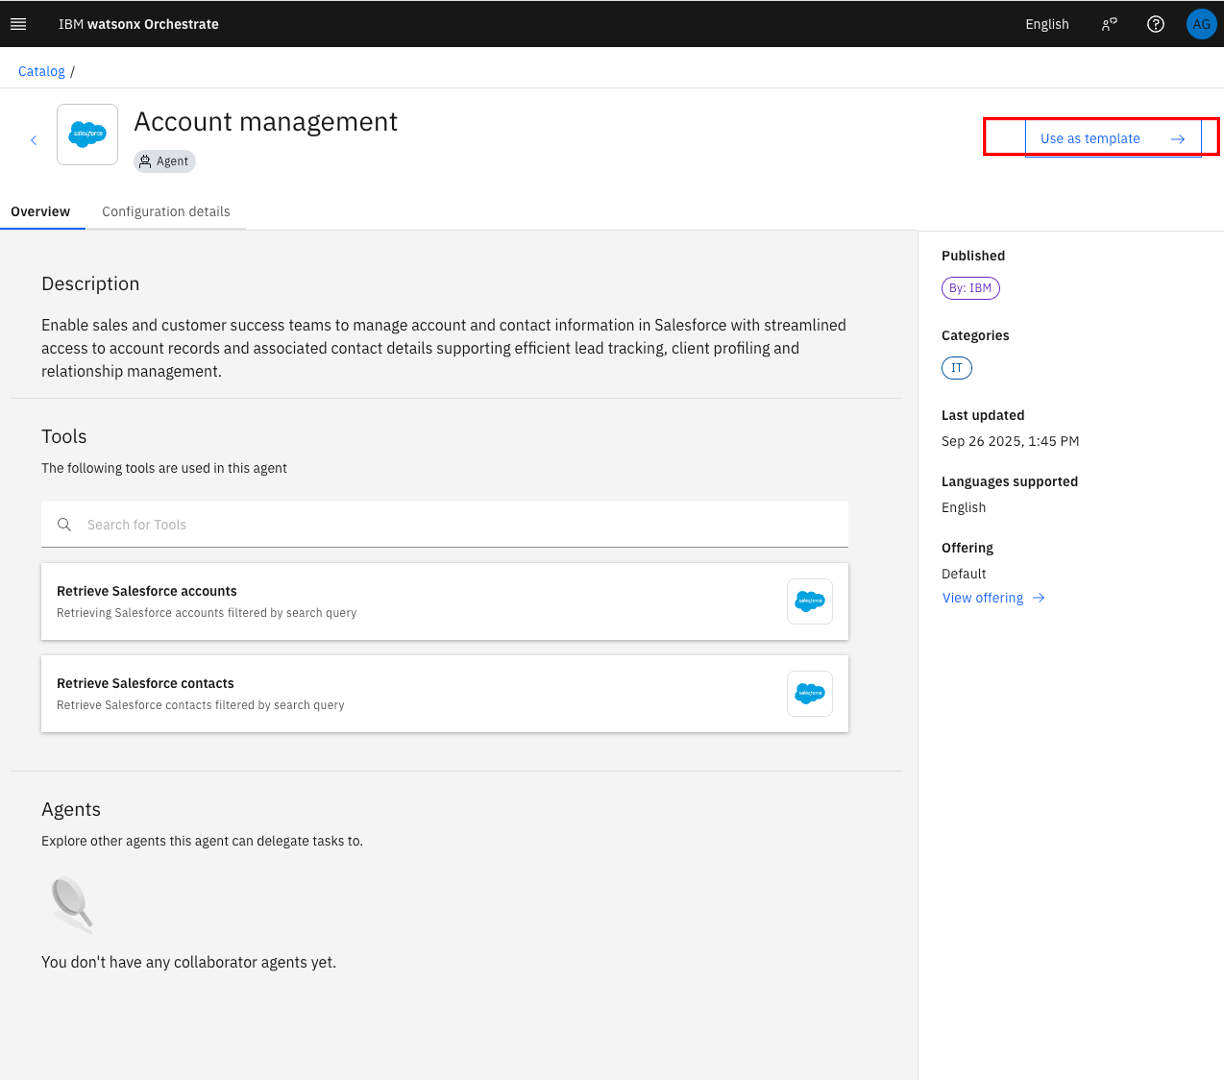 IBM watsonx Orchestrate
English
AG
Catalog /
salesforce
Account management
Agent
Use as template
Overview
Configuration details
Description
Enable sales and customer success teams to manage account and contact information in Salesforce with streamlined
access to account records and associated contact details supporting efficient lead tracking, client profiling and
relationship management.
Tools
The following tools are used in this agent
Search for Tools
Retrieve Salesforce accounts
Retrieving Salesforce accounts filtered by search query
salesforce
Retrieve Salesforce contacts
Retrieve Salesforce contacts filtered by search query
salesforce
Agents
Explore other agents this agent can delegate tasks to.
You don't have any collaborator agents yet.
Published
By: IBM
Categories
IT
Last updated
Sep 26 2025, 1:45 PM
Languages supported
English
Offering
Default
View offering